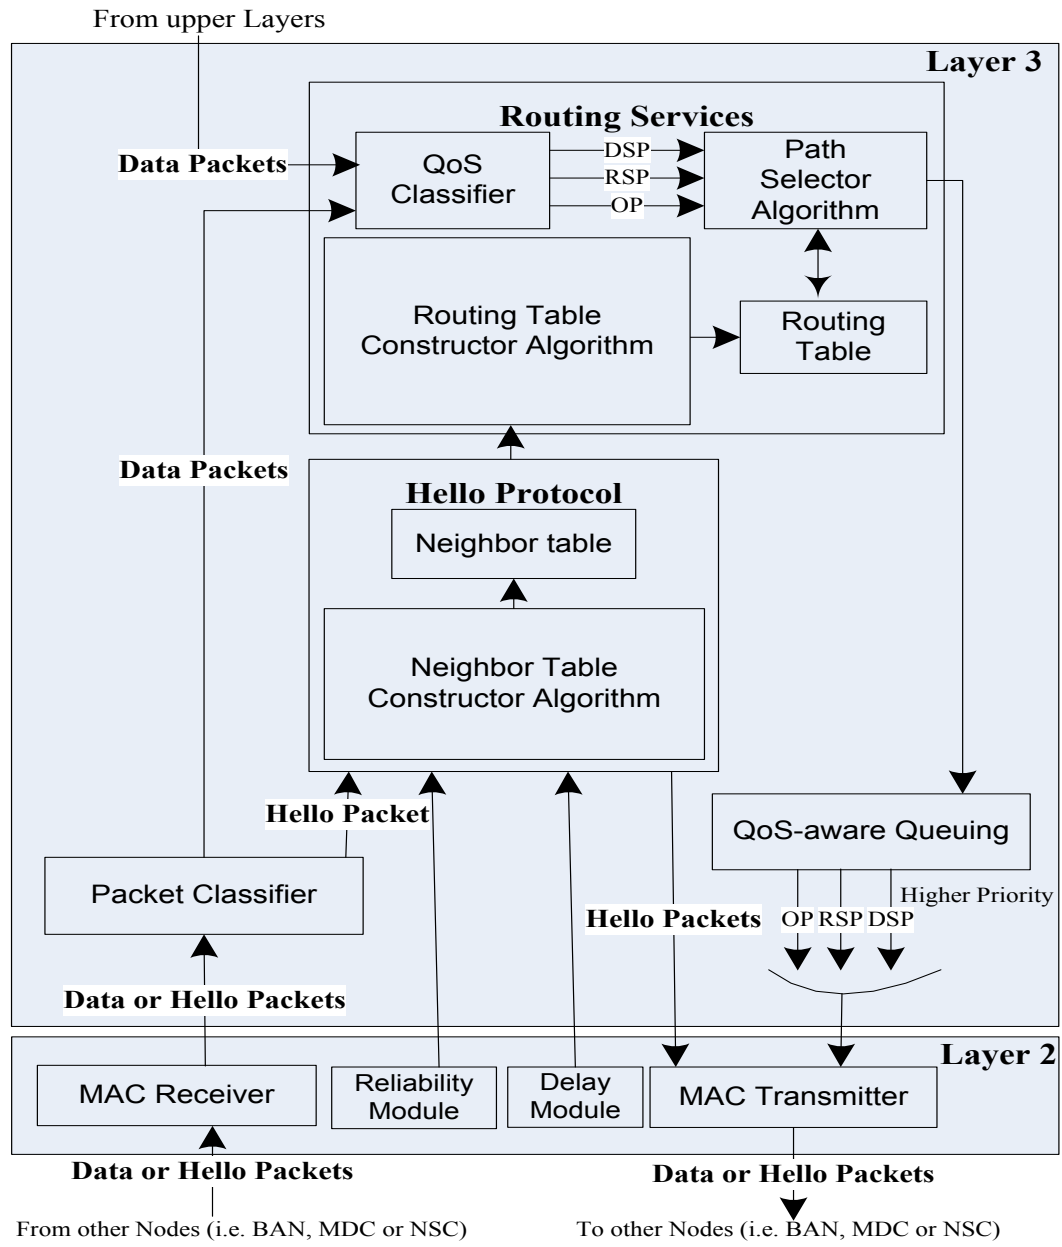 From upper Layers
Layer 3
Routing Services
Data Packets
QoS
Classifier
DSP
RSP
OP
Path
Selector
Algorithm
Routing Table
Constructor Algorithm
Routing
Table
Data Packets
Hello Protocol
Neighbor table
Neighbor Table
Constructor Algorithm
Hello Packet
QoS-aware Queuing
Packet Classifier
Higher Priority
Hello Packets
OP
RSP
DSP
Data or Hello Packets
Layer 2
MAC Receiver
Reliability
Module
Delay
Module
MAC Transmitter
Data or Hello Packets
Data or Hello Packets
From other Nodes (i.e. BAN, MDC or NSC)
To other Nodes (i.e. BAN, MDC or NSC)